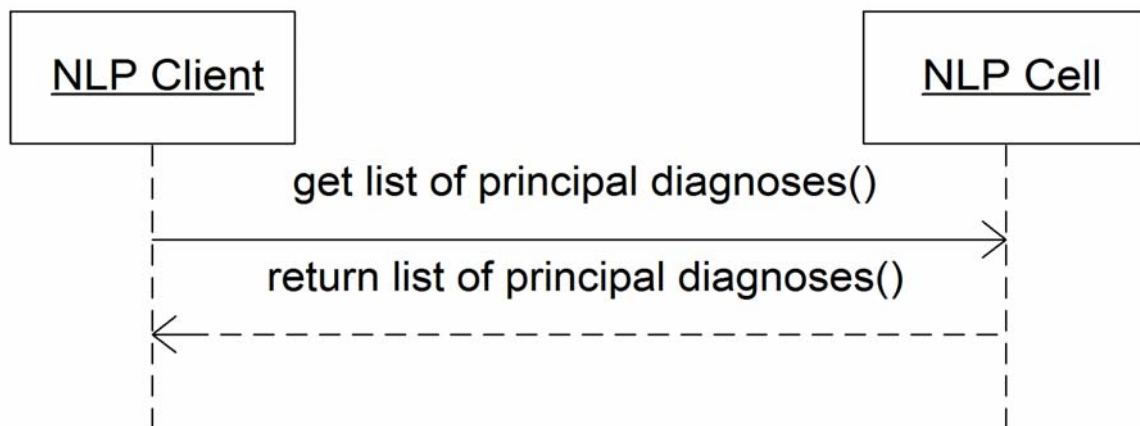 NLP Client
NLP Cell
get list of principal diagnoses()
return list of principal diagnoses()